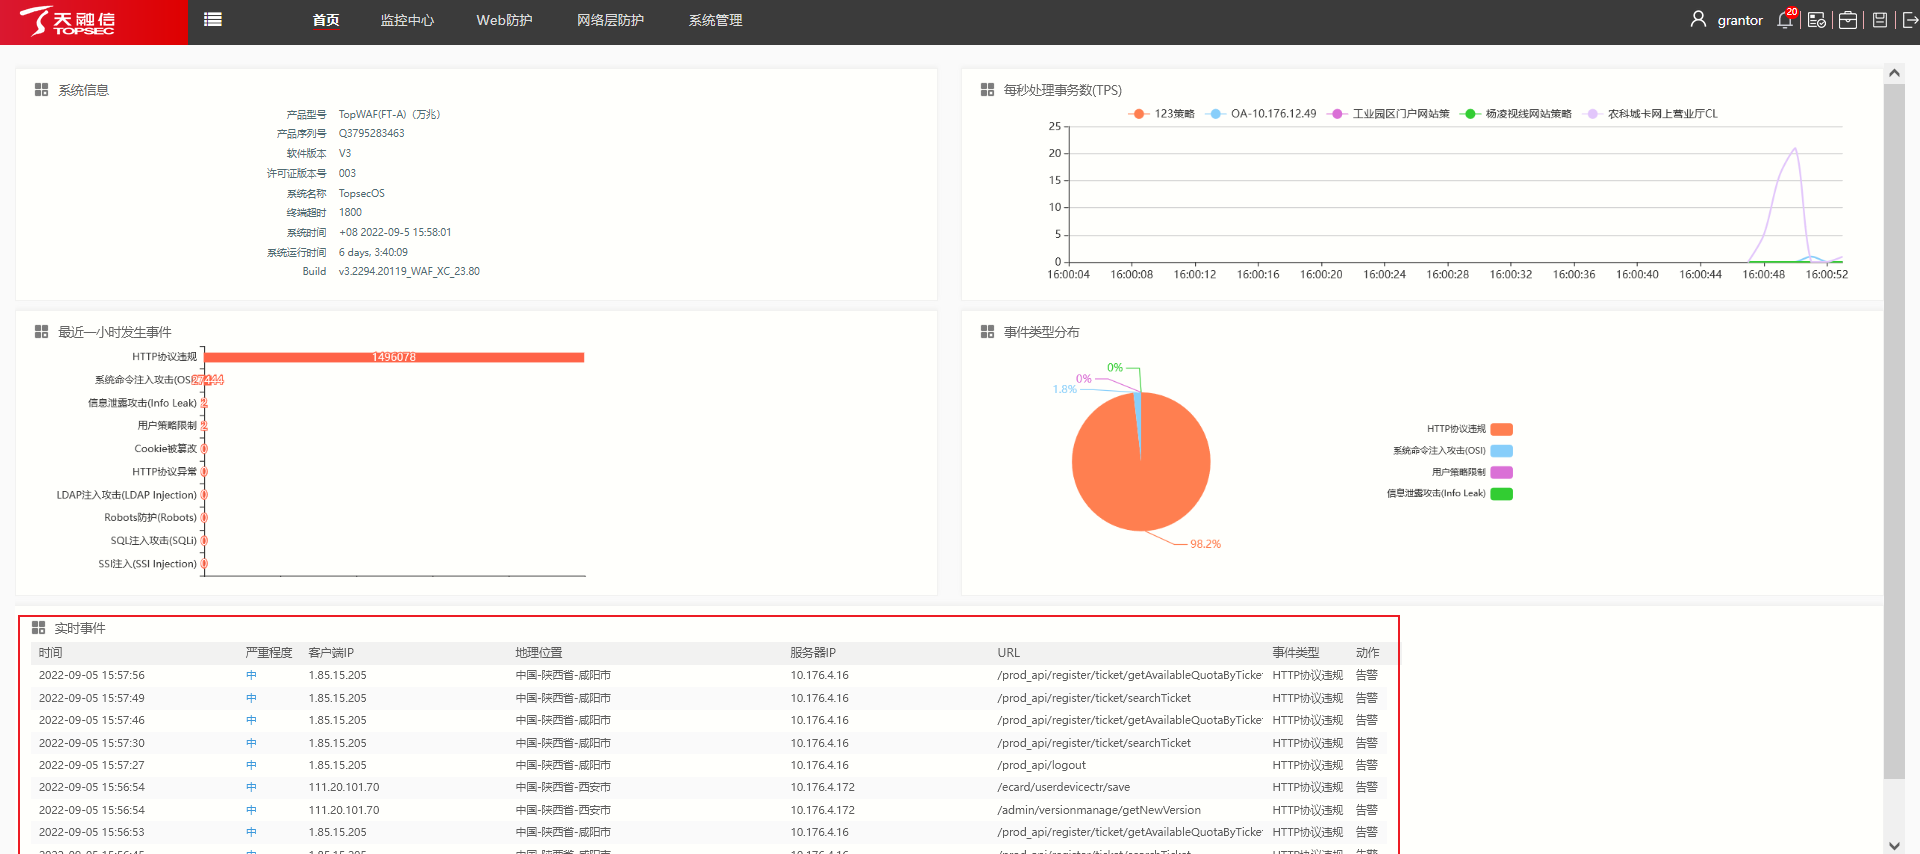 天融信 TOPSEC
首页 监控中心 Web防护 网络层防护 系统管理
grantor 20
系统信息
产品型号 TopWAF(FT-A)（万兆）
产品序列号 Q3795283463
软件版本 V3
许可证版本号 003
系统名称 TopsecOS
终端超时 1800
系统时间 +08 2022-09-5 15:58:01
系统运行时间 6 days, 3:40:09
Build v3.2294.20119_WAF_XC_23.80
每秒处理事务数(TPS)
123策略 OA-10.176.12.49 工业园区门户网站策 杨凌视线网站策略 农科城卡网上营业厅CL
25
20
15
10
5
0
16:00:04 16:00:08 16:00:12 16:00:16 16:00:20 16:00:24 16:00:28 16:00:32 16:00:36 16:00:40 16:00:44 16:00:48 16:00:52
最近一小时发生事件
HTTP协议违规 1496078
系统命令注入攻击(OSI 27444
信息泄露攻击(Info Leak) 2
用户策略限制 2
Cookie被篡改 0
HTTP协议异常 0
LDAP注入攻击(LDAP Injection) 0
Robots防护(Robots) 0
SQL注入攻击(SQLi) 0
SSI注入(SSI Injection) 0
事件类型分布
0%
0%
1.8%
98.2%
HTTP协议违规
系统命令注入攻击(OSI)
用户策略限制
信息泄露攻击(Info Leak)
实时事件
时间 严重程度 客户端IP 地理位置 服务器IP URL 事件类型 动作
2022-09-05 15:57:56 中 1.85.15.205 中国-陕西省-咸阳市 10.176.4.16 /prod_api/register/ticket/getAvailableQuotaByTicke HTTP协议违规 告警
2022-09-05 15:57:49 中 1.85.15.205 中国-陕西省-咸阳市 10.176.4.16 /prod_api/register/ticket/searchTicket HTTP协议违规 告警
2022-09-05 15:57:46 中 1.85.15.205 中国-陕西省-咸阳市 10.176.4.16 /prod_api/register/ticket/getAvailableQuotaByTicke HTTP协议违规 告警
2022-09-05 15:57:30 中 1.85.15.205 中国-陕西省-咸阳市 10.176.4.16 /prod_api/register/ticket/searchTicket HTTP协议违规 告警
2022-09-05 15:57:27 中 1.85.15.205 中国-陕西省-咸阳市 10.176.4.16 /prod_api/logout HTTP协议违规 告警
2022-09-05 15:56:54 中 111.20.101.70 中国-陕西省-西安市 10.176.4.172 /ecard/userdevicectr/save HTTP协议违规 告警
2022-09-05 15:56:54 中 111.20.101.70 中国-陕西省-西安市 10.176.4.172 /admin/versionmanage/getNewVersion HTTP协议违规 告警
2022-09-05 15:56:53 中 1.85.15.205 中国-陕西省-咸阳市 10.176.4.16 /prod_api/register/ticket/getAvailableQuotaByTicke HTTP协议违规 告警